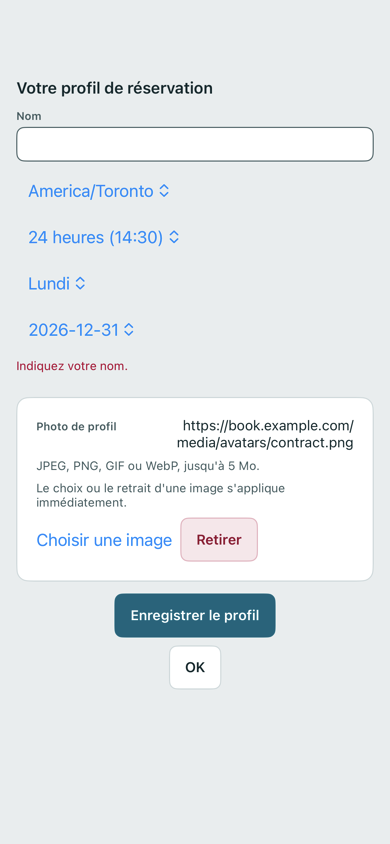 Votre profil de réservation
Nom
America/Toronto
24 heures (14:30)
Lundi
2026-12-31
Indiquez votre nom.
Photo de profil
https://book.example.com/
media/avatars/contract.png
JPEG, PNG, GIF ou WebP, jusqu'à 5 Mo.
Le choix ou le retrait d'une image s'applique
immédiatement.
Choisir une image
Retirer
Enregistrer le profil
OK